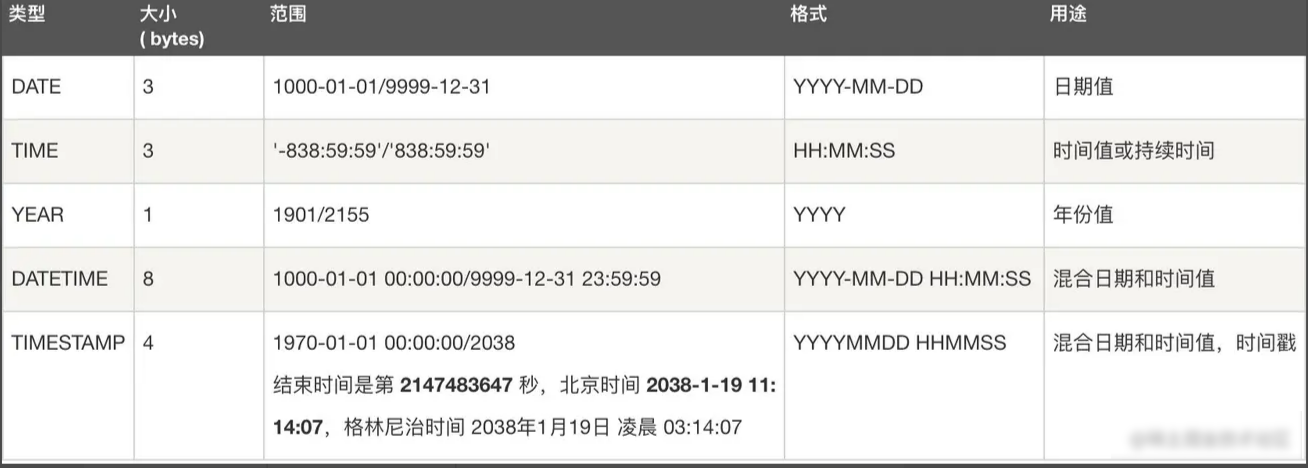 类型 大小 范围 格式 用途
( bytes)
DATE 3 1000-01-01/9999-12-31 YYYY-MM-DD 日期值
TIME 3 '-838:59:59'/'838:59:59' HH:MM:SS 时间值或持续时间
YEAR 1 1901/2155 YYYY 年份值
DATETIME 8 1000-01-01 00:00:00/9999-12-31 23:59:59 YYYY-MM-DD HH:MM:SS 混合日期和时间值
TIMESTAMP 4 1970-01-01 00:00:00/2038 YYYYMMDD HHMMSS 混合日期和时间值，时间戳
结束时间是第 2147483647 秒，北京时间 2038-1-19 11:
14:07，格林尼治时间 2038年1月19日 凌晨 03:14:07